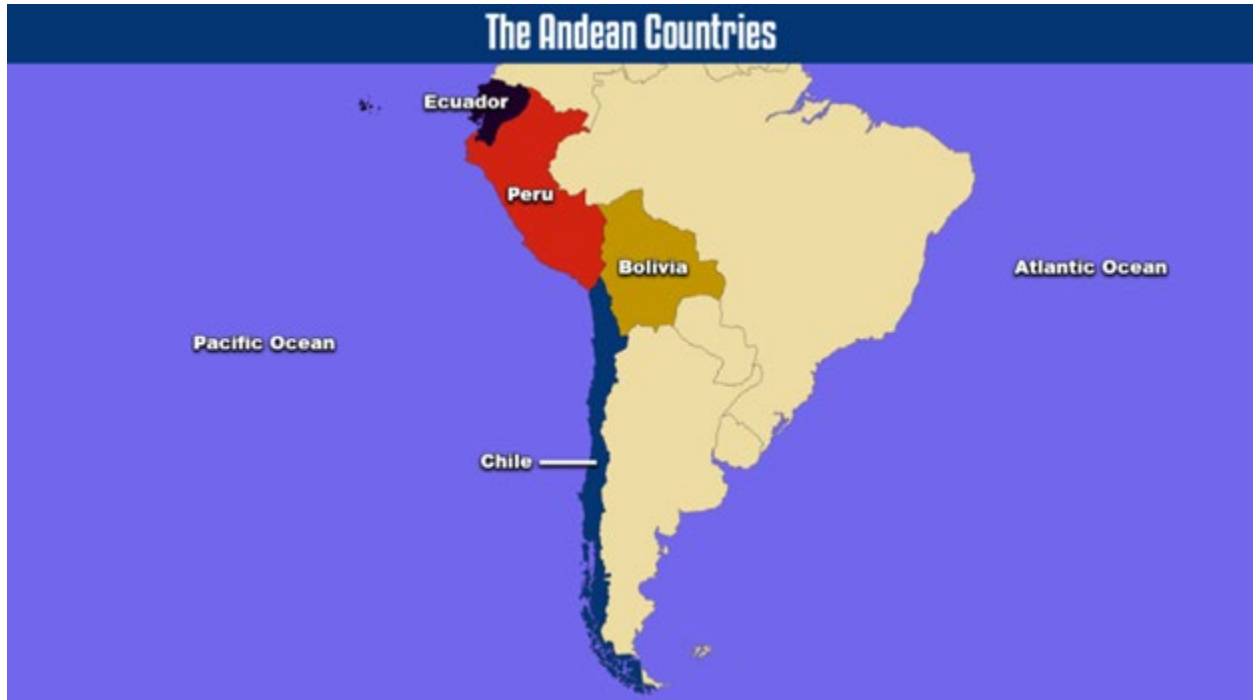 The Andean Countries
Ecuador
Peru
Bolivia
Atlantic Ocean
Pacific Ocean
Chile